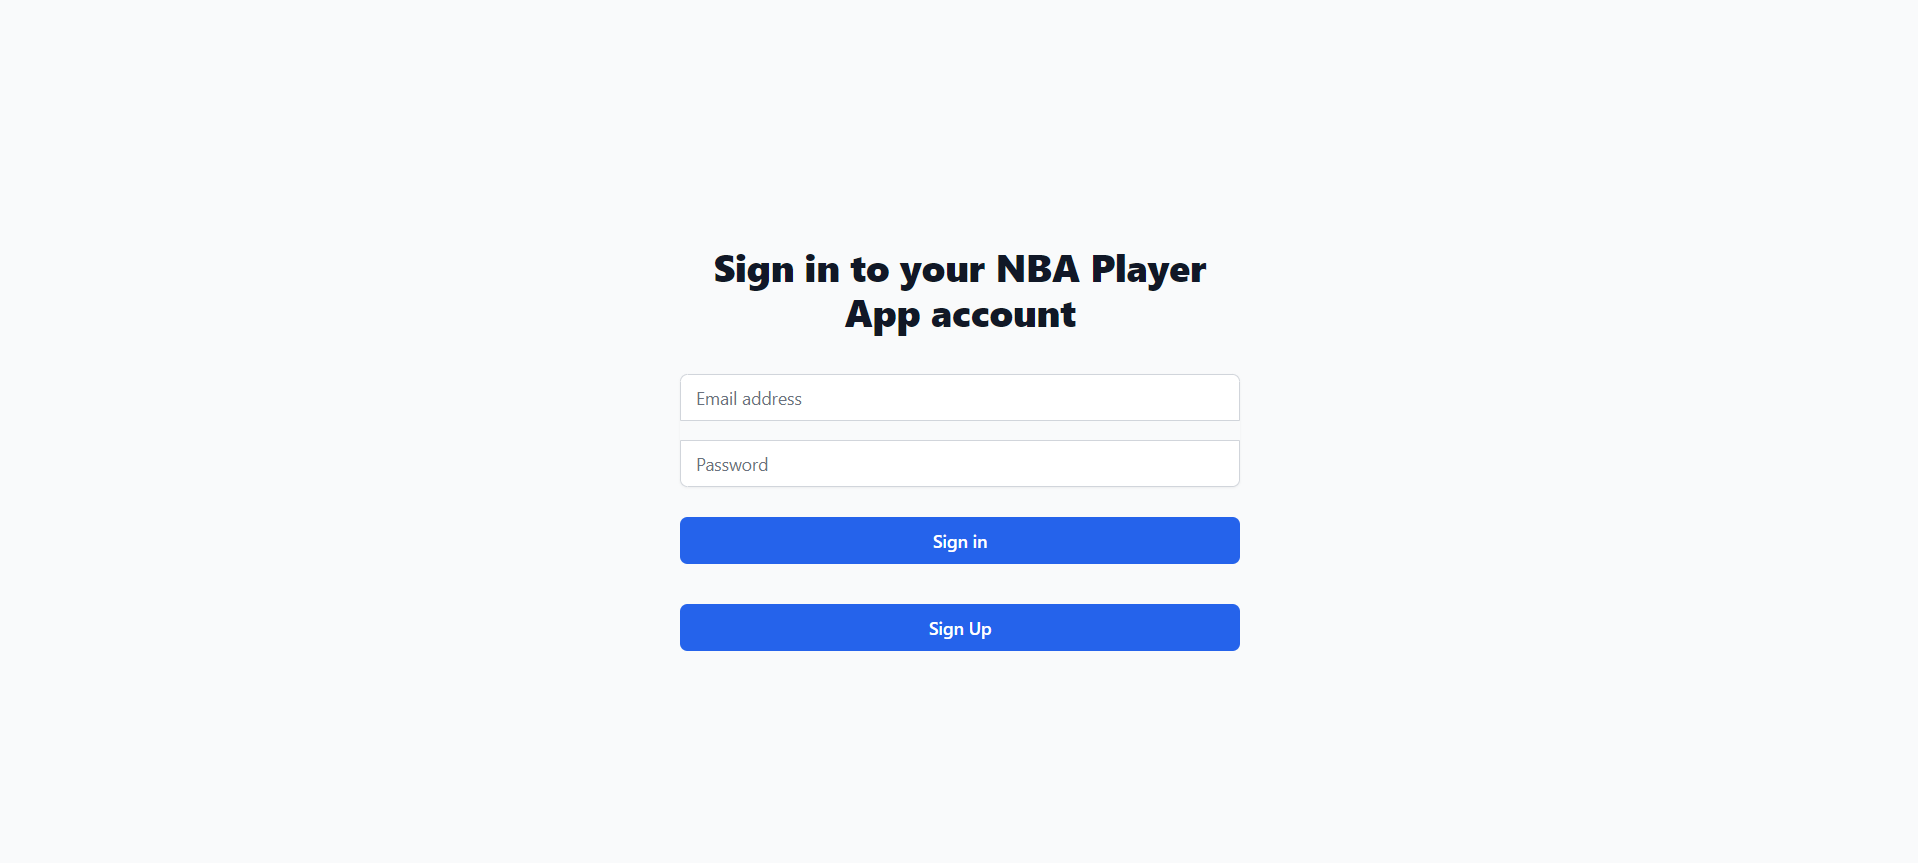 Sign in to your NBA Player
App account
Email address
Password
Sign in
Sign Up